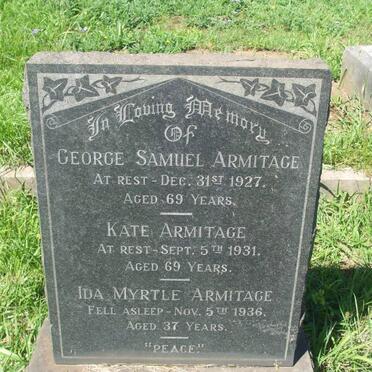 In Loving Memory
Of
GEORGE SAMUEL ARMITAGE
AT REST - DEC. 31ST 1927.
AGED 69 YEARS.
KATE ARMITAGE
AT REST - SEPT. 5TH 1931.
AGED 69 YEARS.
IDA MYRTLE ARMITAGE
FELL ASLEEP - NOV. 5TH 1936.
AGED 37 YEARS.
"PEACE."